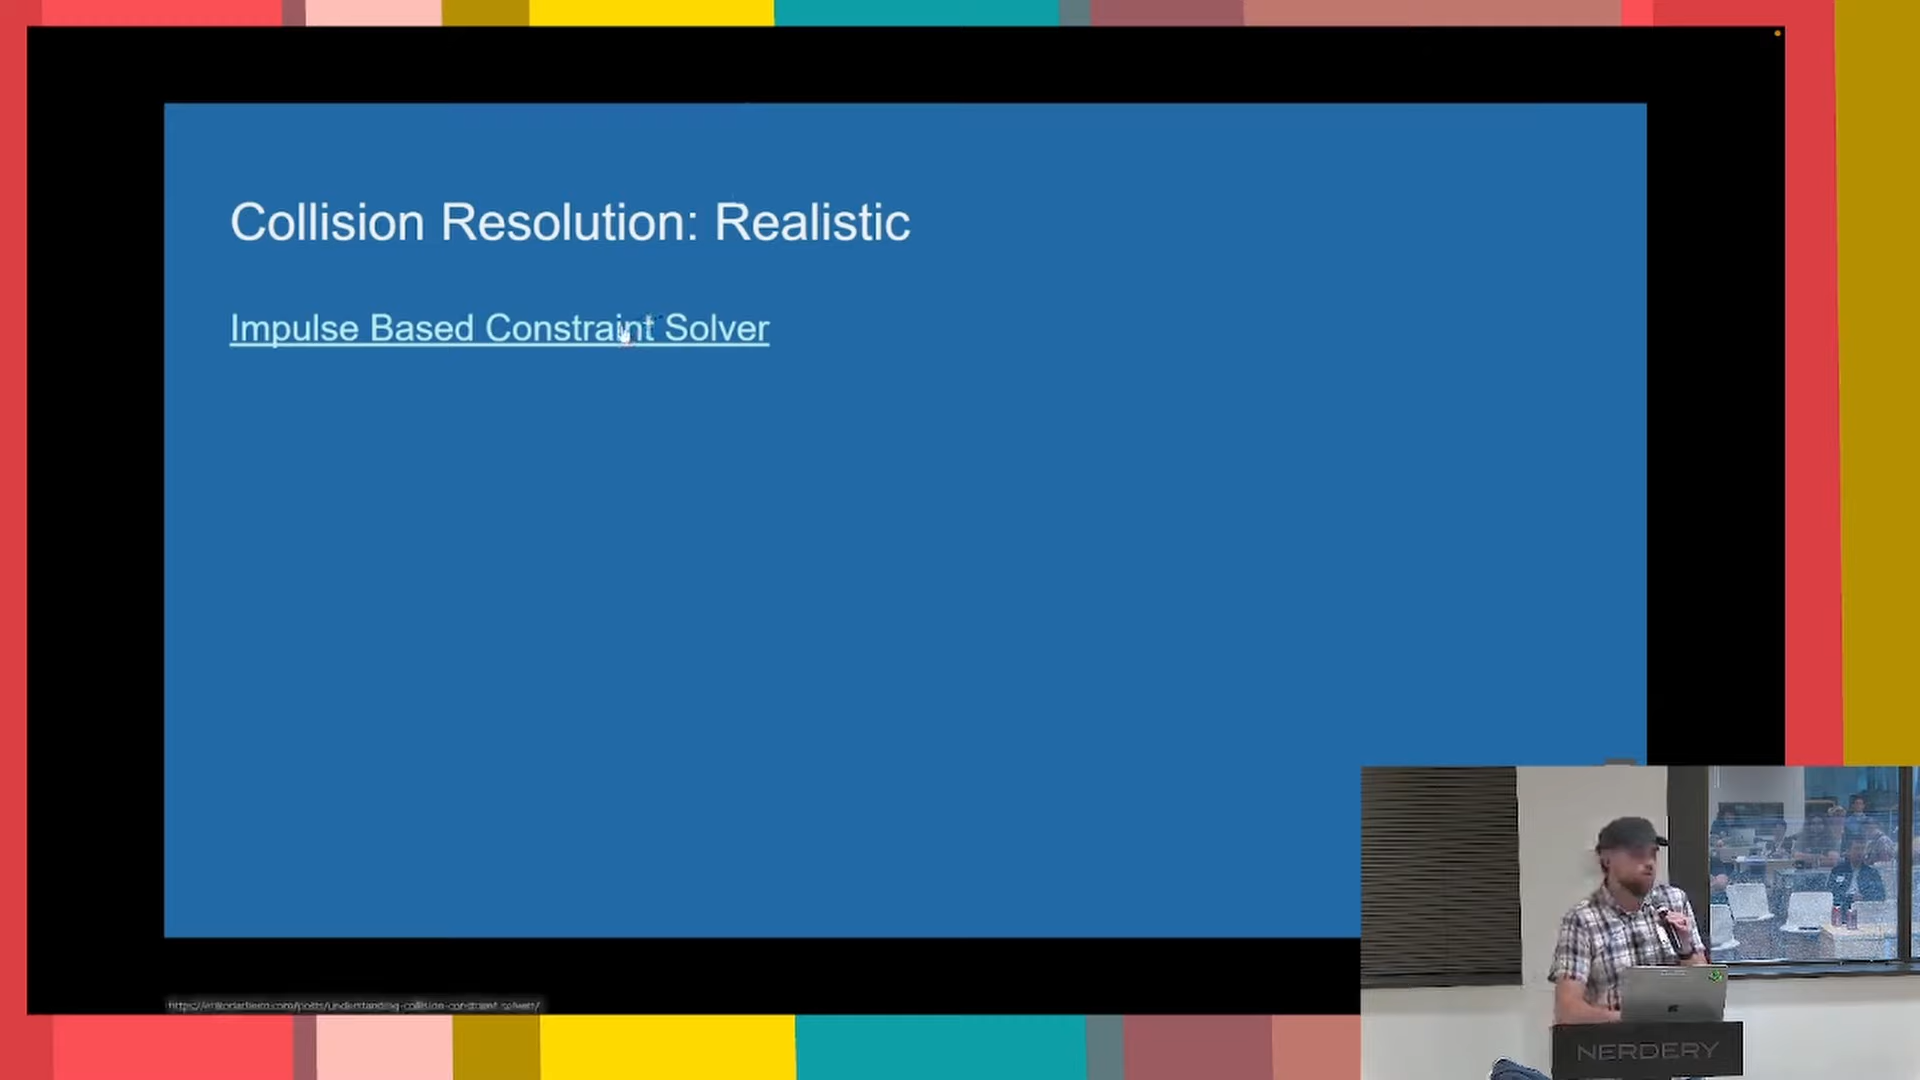 Collision Resolution: Realistic
Impulse Based Constraint Solver
NERDERY